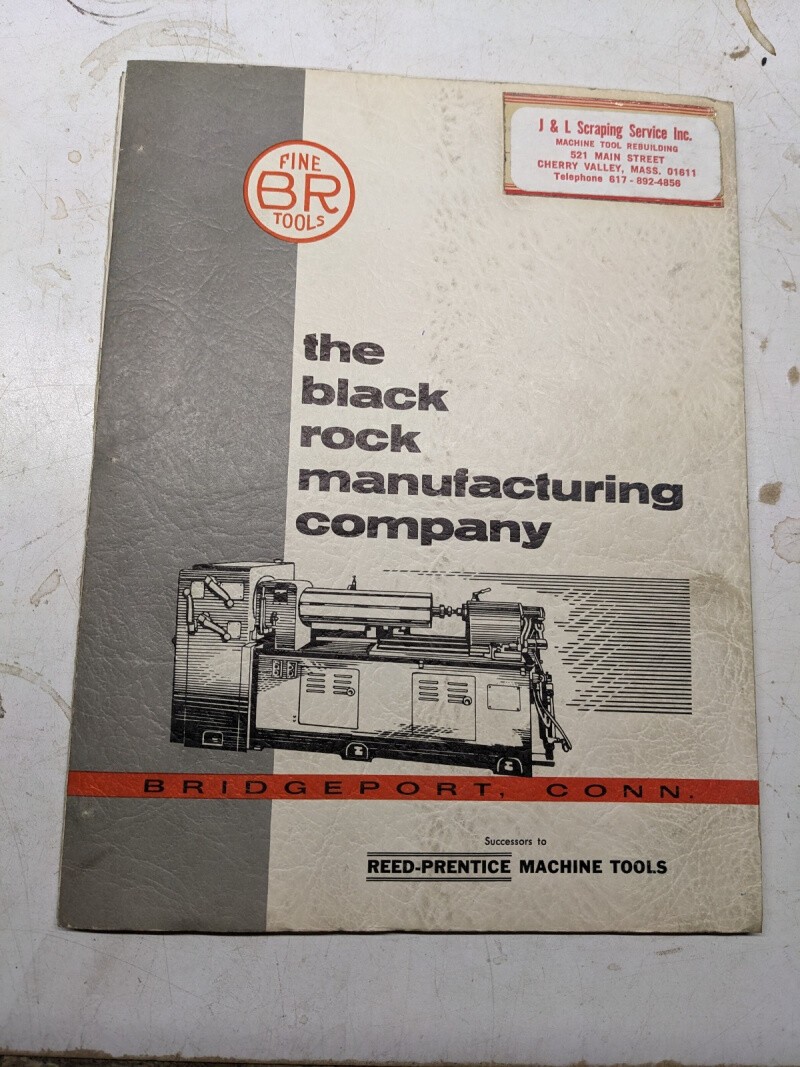 FINE
BR
TOOLS
J & L Scraping Service Inc.
MACHINE TOOL REBUILDING
521 MAIN STREET
CHERRY VALLEY, MASS. 01611
Telephone 617 - 892-4856
the
black
rock
manufacturing
company
BRIDGEPORT, CONN.
Successors to
REED-PRENTICE MACHINE TOOLS